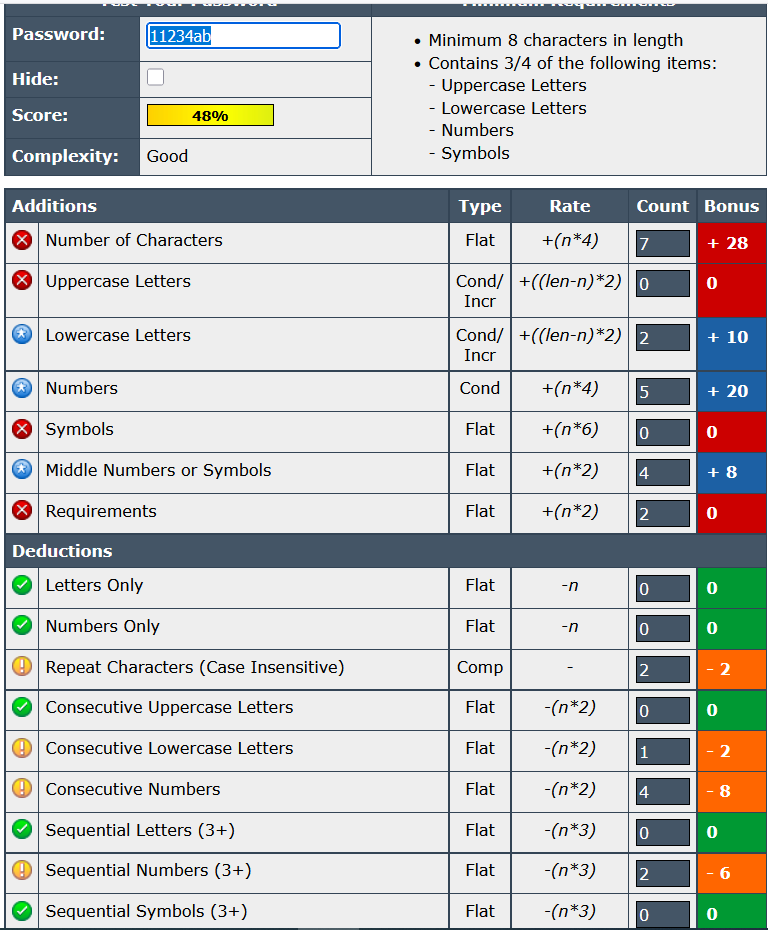 Test Your Password
Minimum Requirements
Password:
11234ab
Hide:
Score:
48%
Complexity:
Good
• Minimum 8 characters in length
• Contains 3/4 of the following items:
- Uppercase Letters
- Lowercase Letters
- Numbers
- Symbols
Additions Type Rate Count Bonus
Number of Characters Flat +(n*4) 7 + 28
Uppercase Letters Cond/ +((len-n)*2) 0 0
Incr
Lowercase Letters Cond/ +((len-n)*2) 2 + 10
Incr
Numbers Cond +(n*4) 5 + 20
Symbols Flat +(n*6) 0 0
Middle Numbers or Symbols Flat +(n*2) 4 + 8
Requirements Flat +(n*2) 2 0
Deductions
Letters Only Flat -n 0 0
Numbers Only Flat -n 0 0
Repeat Characters (Case Insensitive) Comp - 2 - 2
Consecutive Uppercase Letters Flat -(n*2) 0 0
Consecutive Lowercase Letters Flat -(n*2) 1 - 2
Consecutive Numbers Flat -(n*2) 4 - 8
Sequential Letters (3+) Flat -(n*3) 0 0
Sequential Numbers (3+) Flat -(n*3) 2 - 6
Sequential Symbols (3+) Flat -(n*3) 0 0